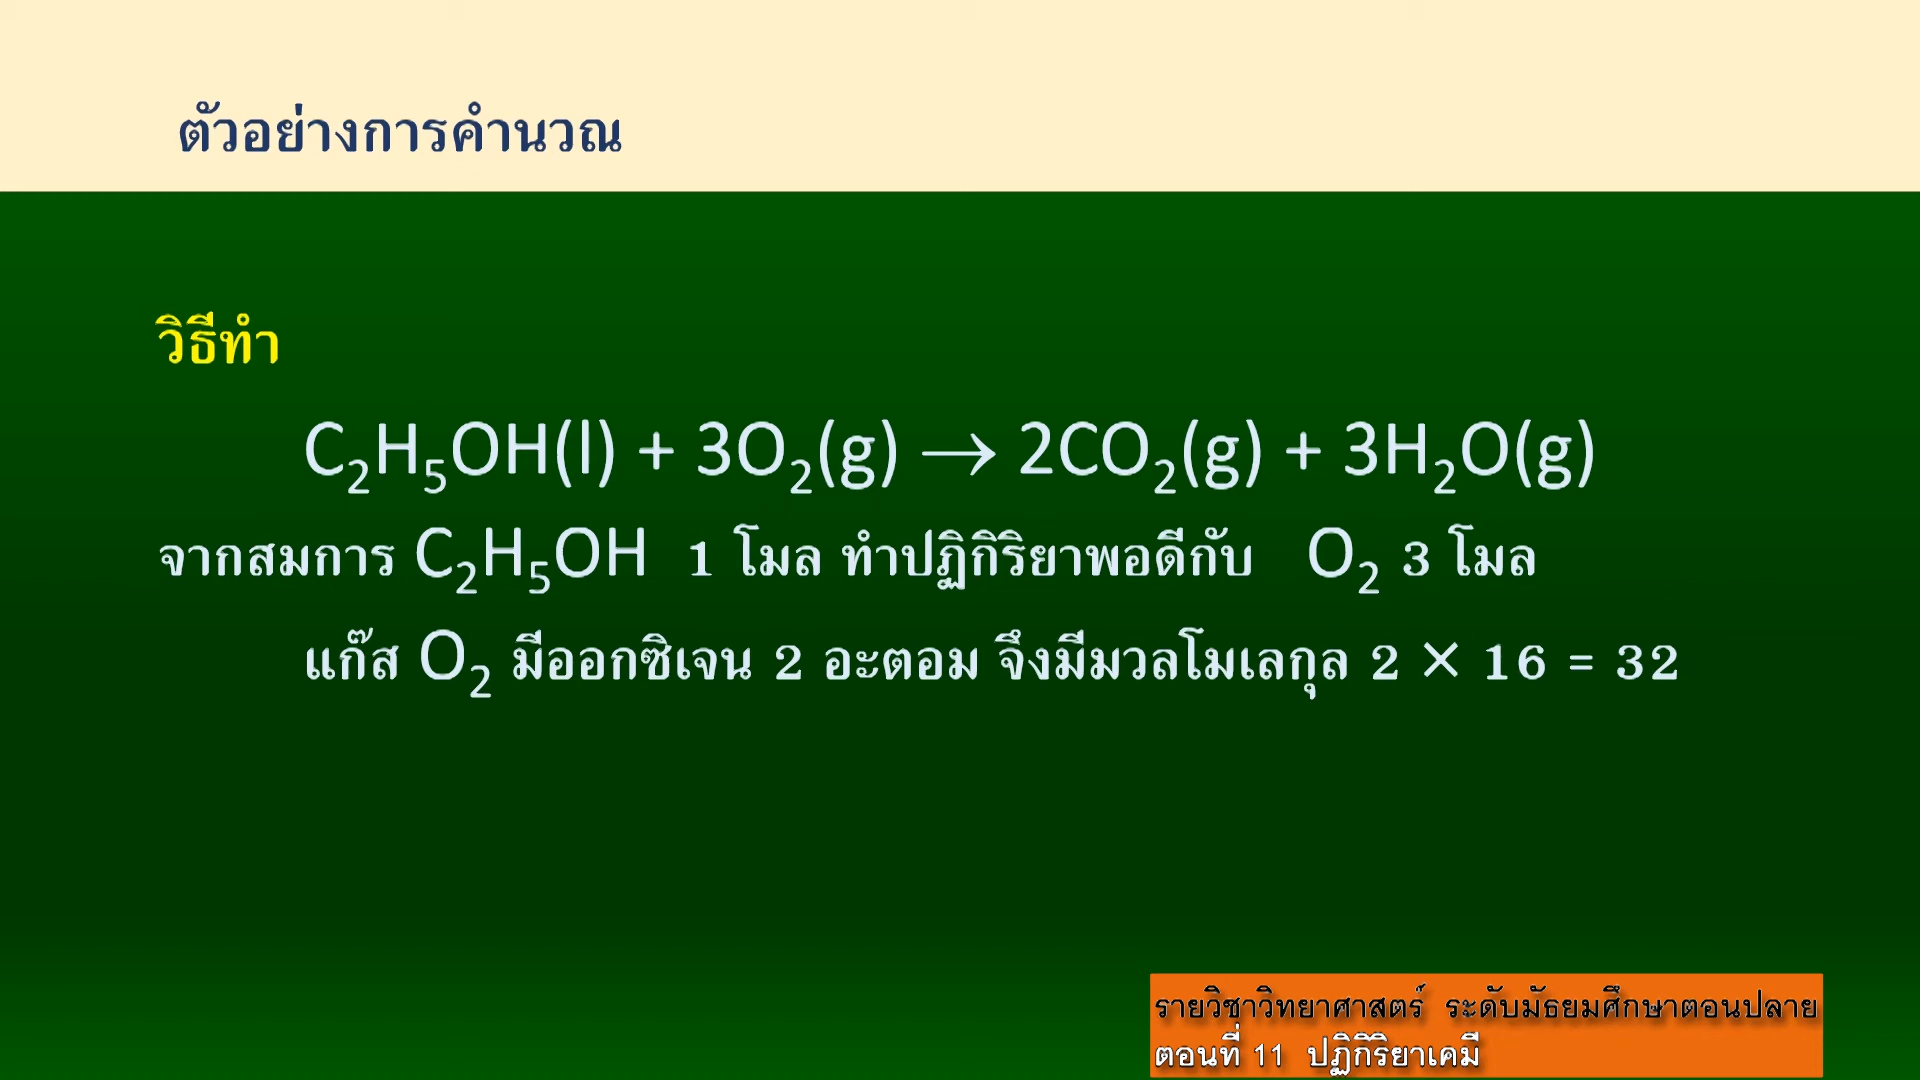 ตัวอย่างการคำนวณ
วิธีทำ
C₂H₅OH(l) + 3O₂(g) → 2CO₂(g) + 3H₂O(g)
จากสมการ C₂H₅OH 1 โมล ทำปฏิกิริยาพอดีกับ O₂ 3 โมล
แก๊ส O₂ มีออกซิเจน 2 อะตอม จึงมีมวลโมเลกุล 2 × 16 = 32
รายวิชาวิทยาศาสตร์ ระดับมัธยมศึกษาตอนปลาย
ตอนที่ 11 ปฏิกิริยาเคมี